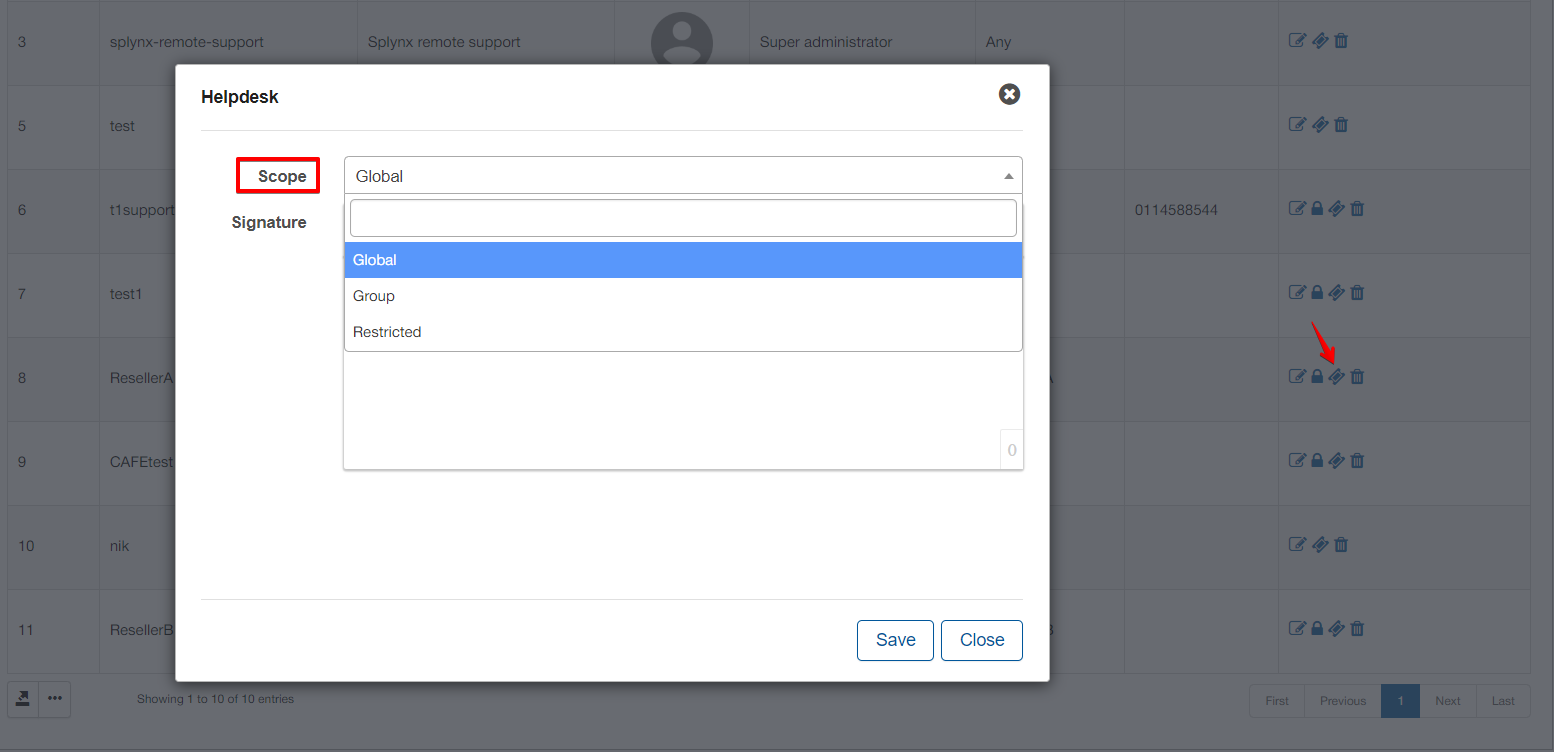 3 splynx-remote-support Splynx remote support Super administrator Any
Helpdesk
5 test
Scope Global
6 t1support 0114588544
Signature
Global
7 test1 Group
Restricted
8 ResellerA A
0
9 CAFEtest
10 nik
11 ResellerB B
Save Close
Showing 1 to 10 of 10 entries First Previous 1 Next Last